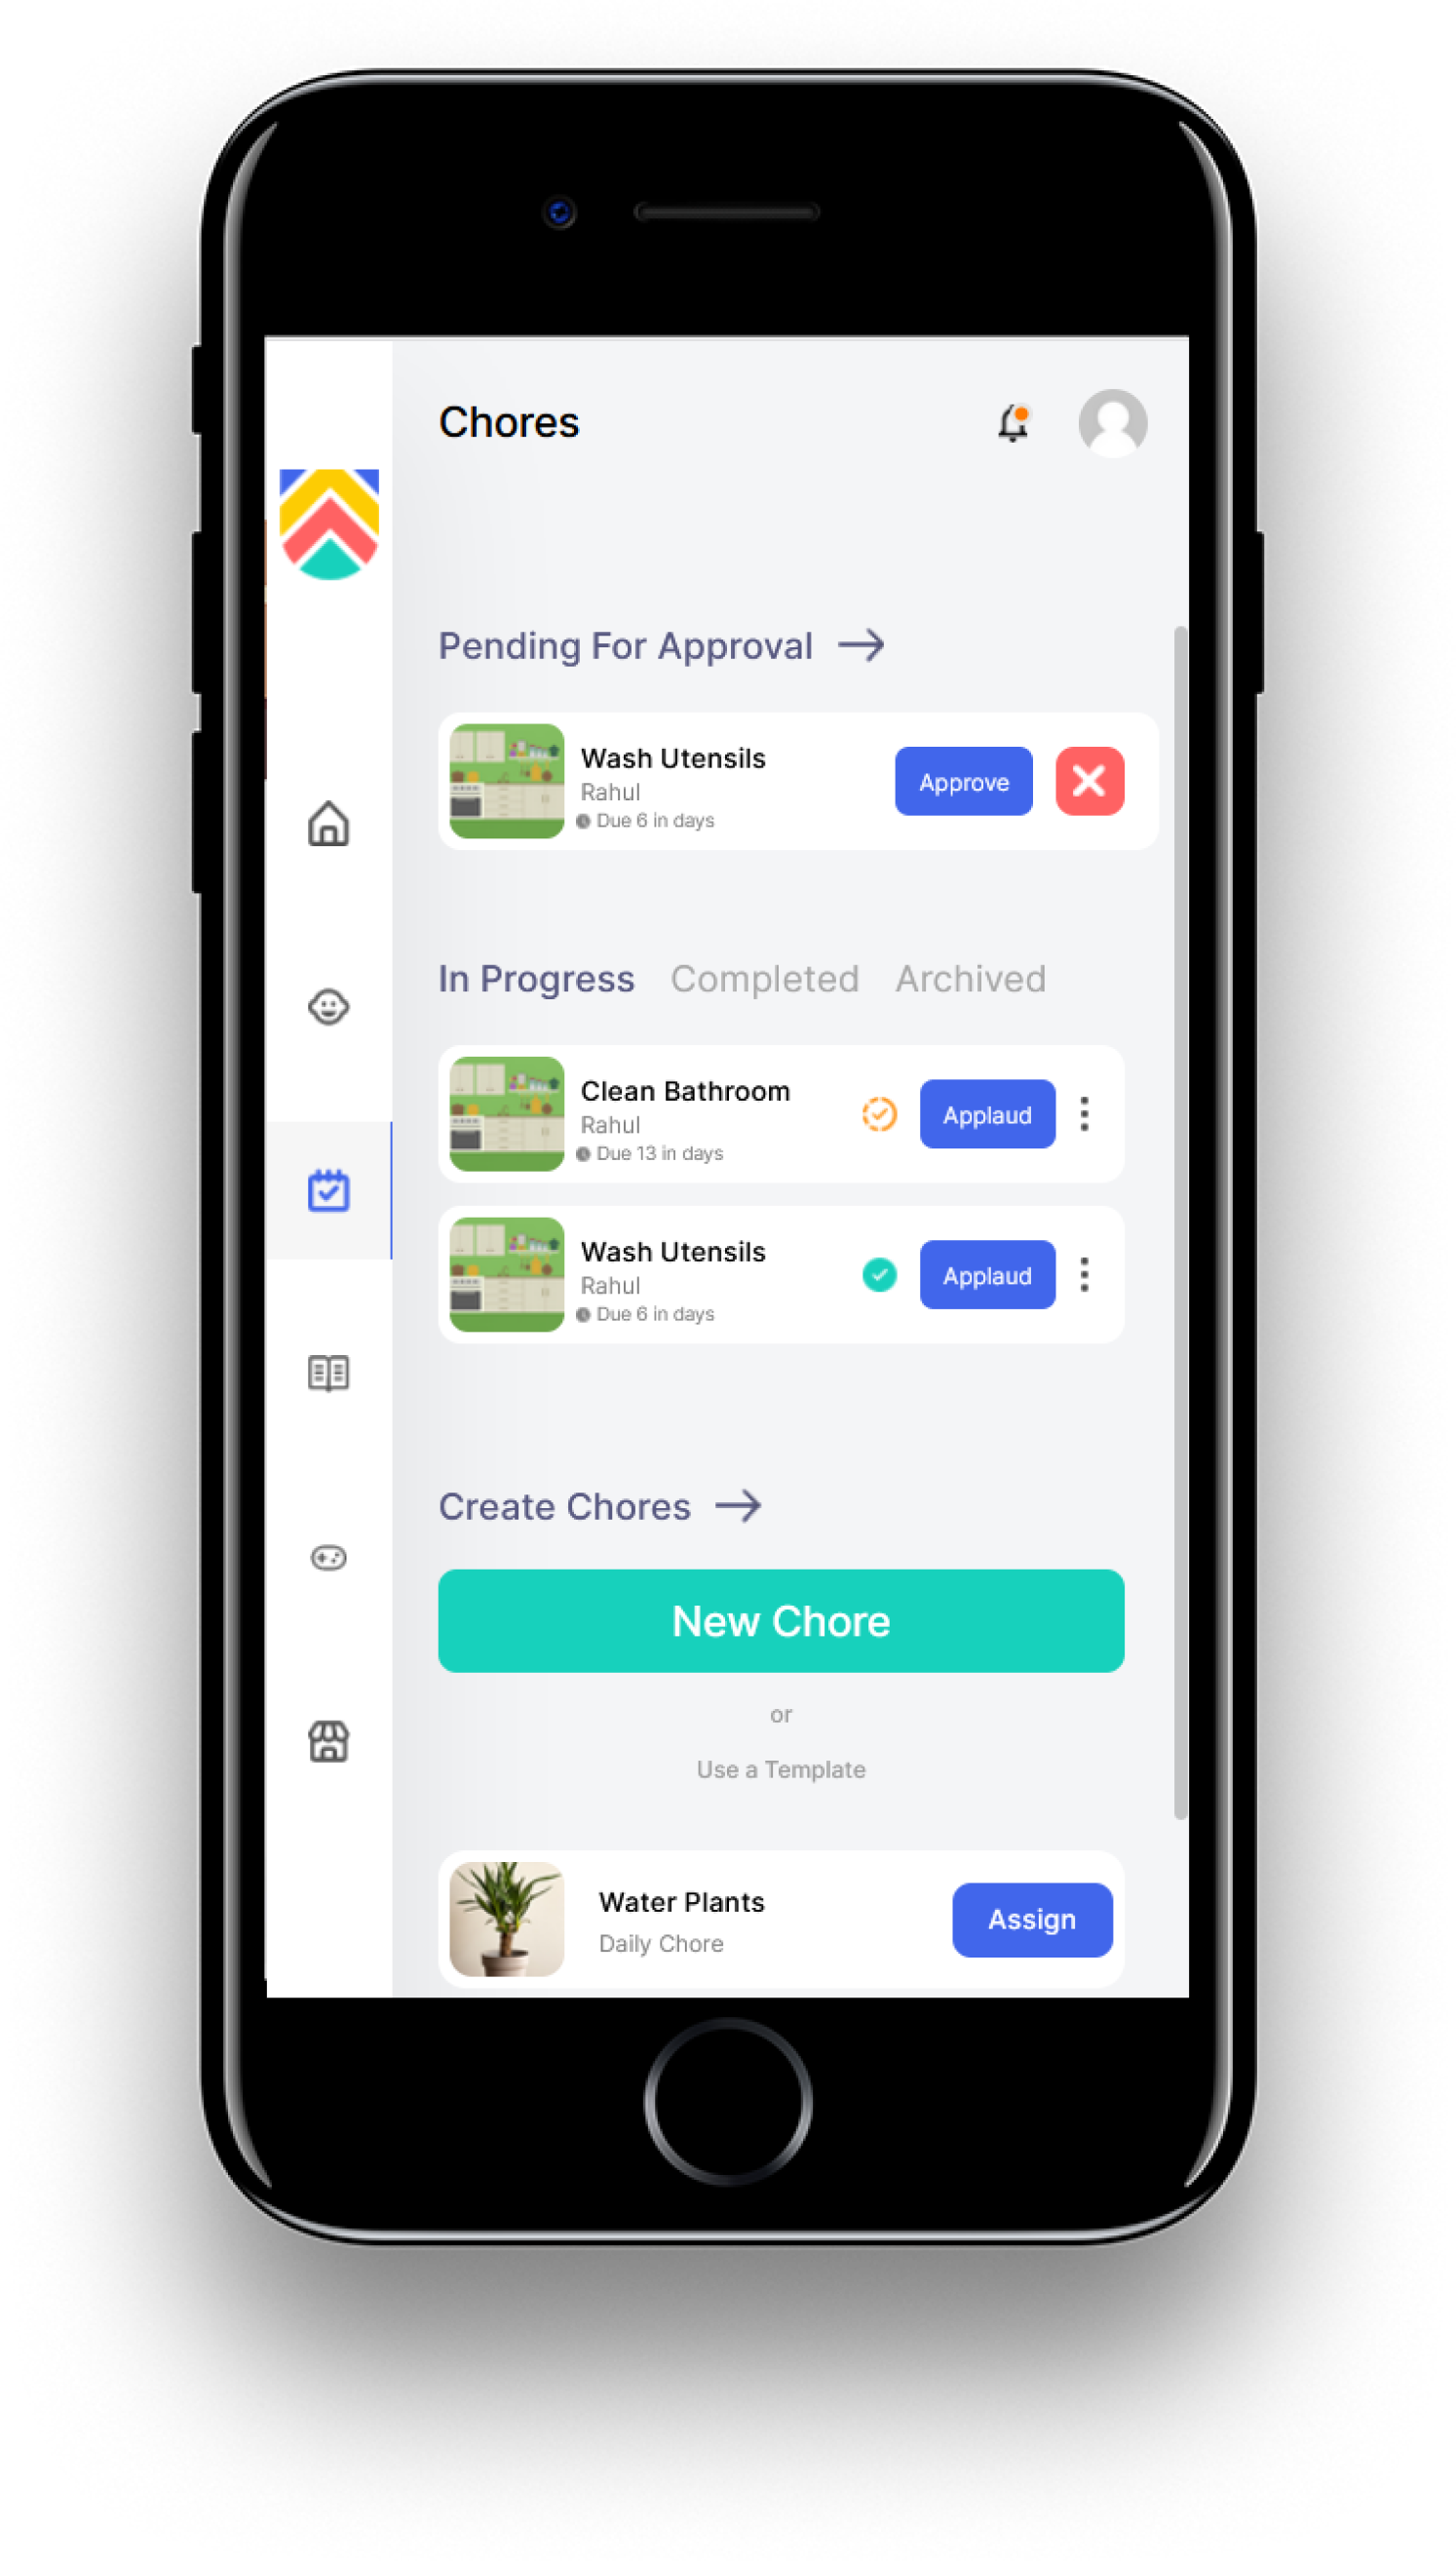 Chores
Pending For Approval
Wash Utensils
Rahul
Due 6 in days
Approve
In Progress Completed Archived
Clean Bathroom
Rahul
Due 13 in days
Applaud
Wash Utensils
Rahul
Due 6 in days
Applaud
Create Chores
New Chore
or
Use a Template
Water Plants
Daily Chore
Assign